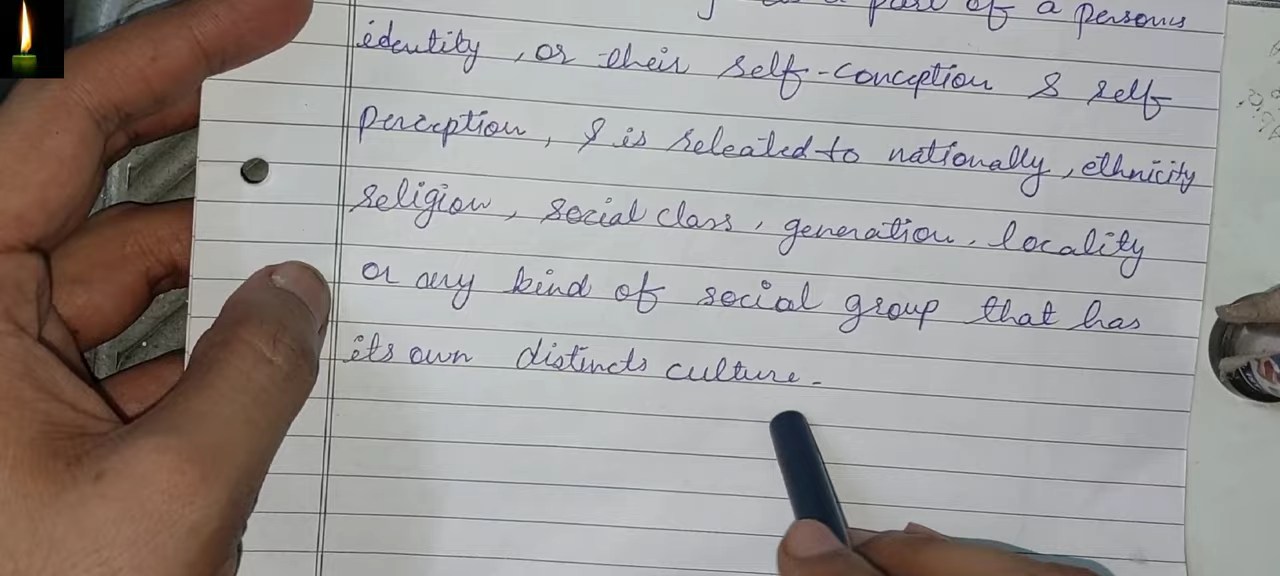 a part of a persons
identity , or their self-conception & self
perception, & is seleated to nationally, ethnicity
religion, social class, generation, locality
or any kind of social group that has
its own distincts culture.